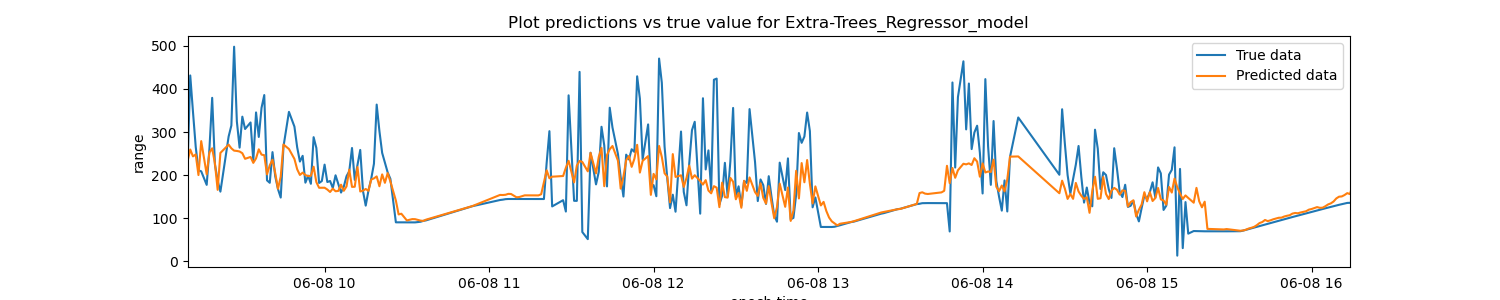 Plot predictions vs true value for Extra-Trees_Regressor_model
500
400
300
200
100
0
range
True data
Predicted data
06-08 10
06-08 11
06-08 12
06-08 13
06-08 14
06-08 15
06-08 16
epoch time